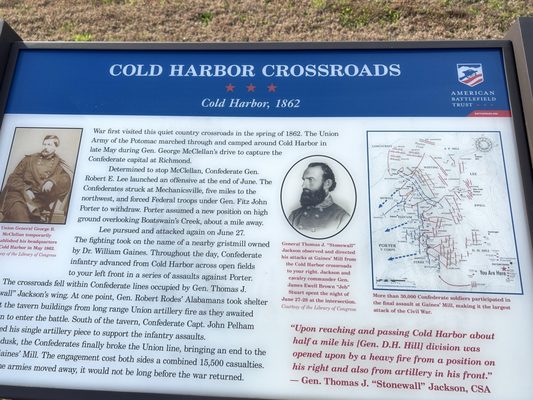 COLD HARBOR CROSSROADS
Cold Harbor, 1862
AMERICAN
BATTLEFIELD
TRUST
War first visited this quiet country crossroads in the spring of 1862. The Union
Army of the Potomac marched through and camped around Cold Harbor in
late May during Gen. George McClellan's drive to capture the
Confederate capital at Richmond.
Determined to stop McClellan, Confederate Gen.
Robert E. Lee launched an offensive at the end of June. The
Confederates struck at Mechanicsville, five miles to the
northwest, and forced Federal troops under Gen. Fitz John
Porter to withdraw. Porter assumed a new position on high
ground overlooking Boatswain's Creek, about a mile away.
Lee pursued and attacked again on June 27.
The fighting took on the name of a nearby gristmill owned
by Dr. William Gaines. Throughout the day, Confederate
infantry advanced from Cold Harbor across open fields
to your left front in a series of assaults against Porter.
The crossroads fell within Confederate lines occupied by Gen. Thomas J.
wall" Jackson's wing. At one point, Gen. Robert Rodes' Alabamans took shelter
t the tavern buildings from long range Union artillery fire as they awaited
n to enter the battle. South of the tavern, Confederate Capt. John Pelham
ed his single artillery piece to support the infantry assaults.
dusk, the Confederates finally broke the Union line, bringing an end to the
aines' Mill. The engagement cost both sides a combined 15,500 casualties.
e armies moved away, it would not be long before the war returned.
Union General George B.
McClellan temporarily
tablished his headquarters
Cold Harbor in May 1862.
esy of the Library of Congress
General Thomas J. "Stonewall"
Jackson observed and directed
his attacks at Gaines' Mill from
the Cold Harbor crossroads
to your right. Jackson and
cavalry commander Gen.
James Ewell Brown "Jeb"
Stuart spent the night of
June 27-28 at the intersection.
Courtesy of the Library of Congress
LEE
PORTER
You Are Here
More than 30,000 Confederate soldiers participated in
the final assault at Gaines' Mill, making it the largest
attack of the Civil War.
"Upon reaching and passing Cold Harbor about
half a mile his [Gen. D.H. Hill] division was
opened upon by a heavy fire from a position on
his right and also from artillery in his front."
— Gen. Thomas J. "Stonewall" Jackson, CSA